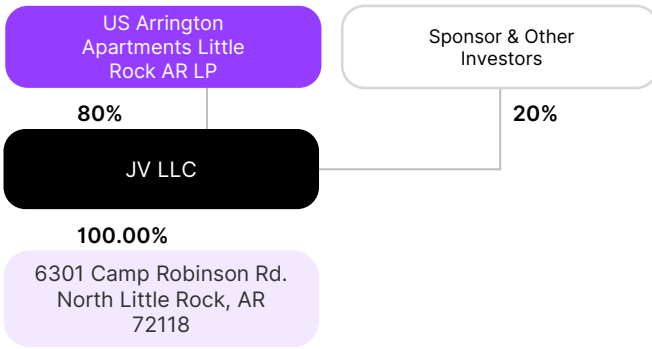 US Arrington
Apartments Little
Rock AR LP
Sponsor & Other
Investors
80%
20%
JV LLC
100.00%
6301 Camp Robinson Rd.
North Little Rock, AR
72118